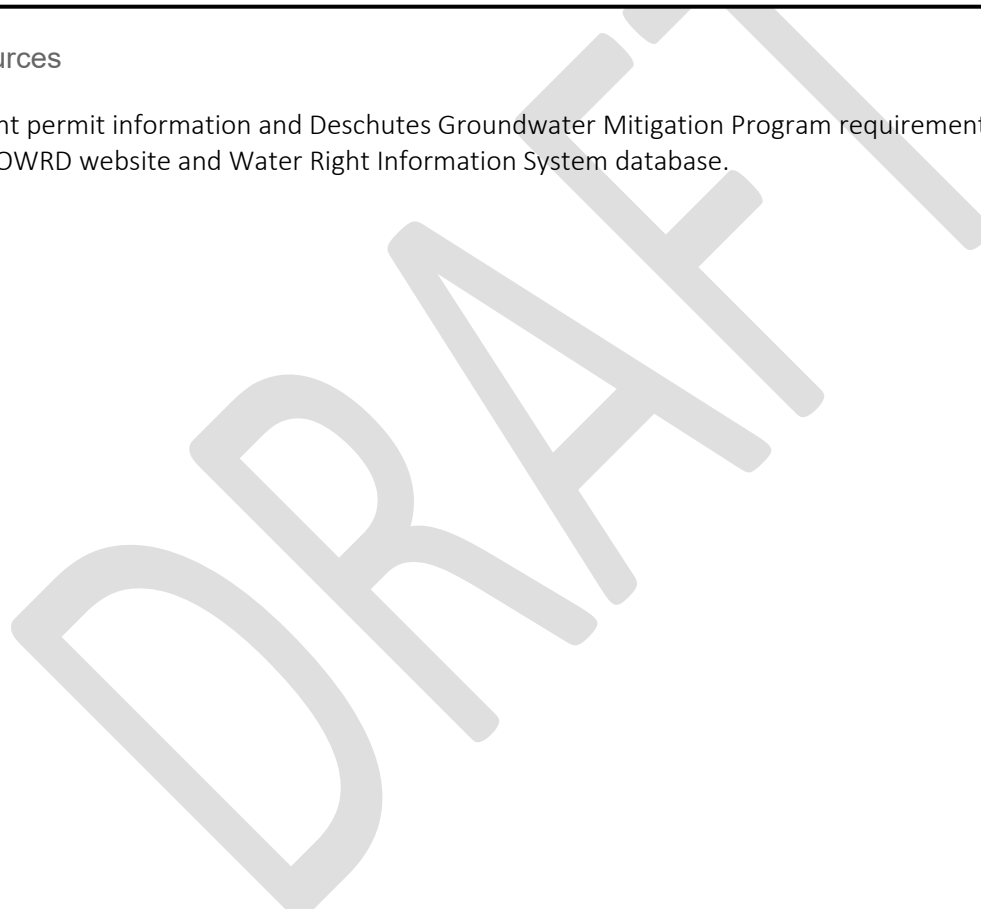 urces
nt permit information and Deschutes Groundwater Mitigation Program requirement
OWRD website and Water Right Information System database.
DRAFT